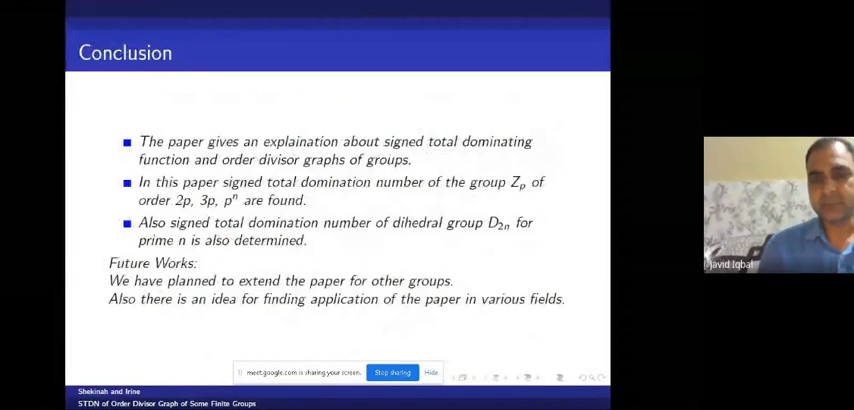 Conclusion
The paper gives an explaination about signed total dominating
function and order divisor graphs of groups.
In this paper signed total domination number of the group Zₚ of
order 2p, 3p, pⁿ are found.
Also signed total domination number of dihedral group D₂ₙ for
prime n is also determined.
Future Works:
We have planned to extend the paper for other groups.
Also there is an idea for finding application of the paper in various fields.
javid Iqbal
meet.google.com is sharing your screen.
Stop sharing
Hide
Shekinah and Irine
STDN of Order Divisor Graph of Some Finite Groups